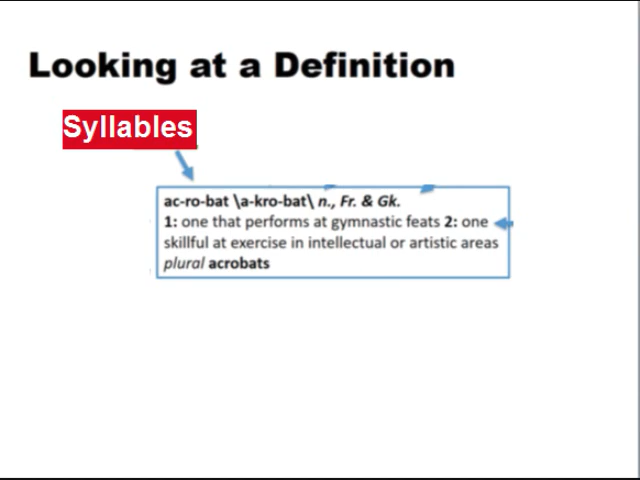 Looking at a Definition
Syllables
ac-ro-bat \a-kro-bat\ n., Fr. & Gk.
1: one that performs at gymnastic feats 2: one
skillful at exercise in intellectual or artistic areas
plural acrobats